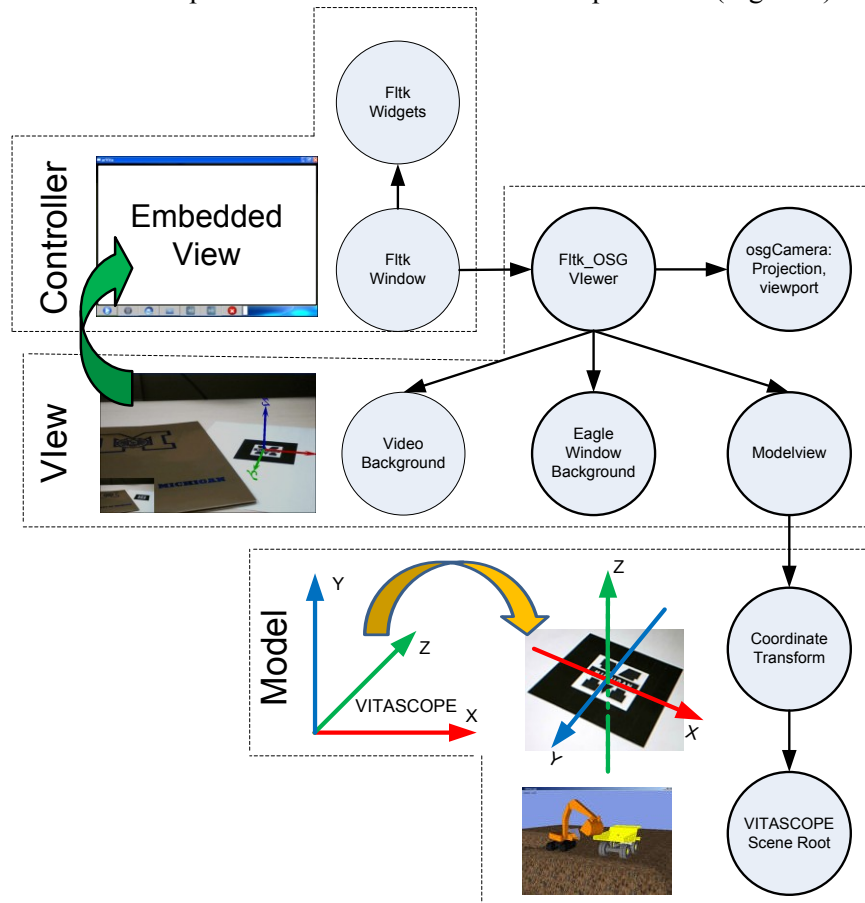 Fltk
Widgets
Controller
Embedded
View
Fltk
Window
Fltk_OSG
VIewer
osgCamera:
Projection,
viewport
VIew
MICHIGAN
Video
Background
Eagle
Window
Background
Modelview
Model
Y
Z
X
VITASCOPE
Z
X
Y
Coordinate
Transform
VITASCOPE
Scene Root